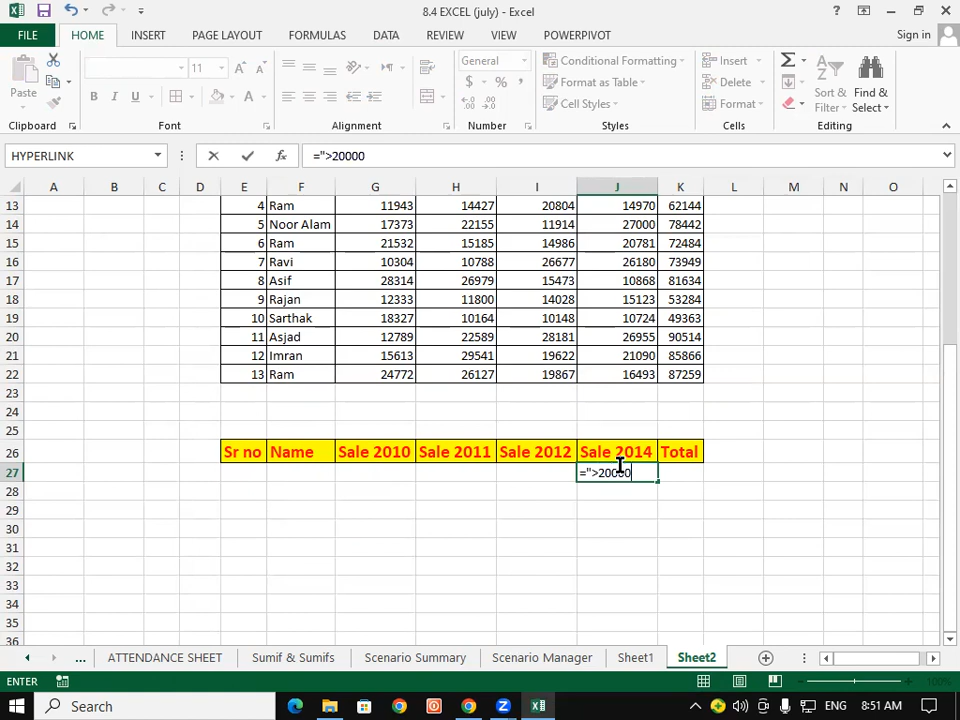 8.4 EXCEL (july) - Excel
FILE HOME INSERT PAGE LAYOUT FORMULAS DATA REVIEW VIEW POWERPIVOT Sign in
Paste 11 General Conditional Formatting Format as Table Cell Styles Insert Delete Format Sort & Filter Find & Select
Clipboard Font Alignment Number Styles Cells Editing
HYPERLINK =">20000
A B C D E F G H I J K L M N O
13 4 Ram 11943 14427 20804 14970 62144
14 5 Noor Alam 17373 22155 11914 27000 78442
15 6 Ram 21532 15185 14986 20781 72484
16 7 Ravi 10304 10788 26677 26180 73949
17 8 Asif 28314 26979 15473 10868 81634
18 9 Rajan 12333 11800 14028 15123 53284
19 10 Sarthak 18327 10164 10148 10724 49363
20 11 Asjad 12789 22589 28181 26955 90514
21 12 Imran 15613 29541 19622 21090 85866
22 13 Ram 24772 26127 19867 16493 87259
23
24
25
26 Sr no Name Sale 2010 Sale 2011 Sale 2012 Sale 2014 Total
27 =">20000
28
29
30
31
32
33
34
35
36
... ATTENDANCE SHEET Sumif & Sumifs Scenario Summary Scenario Manager Sheet1 Sheet2
ENTER 100%
Search ENG 8:51 AM